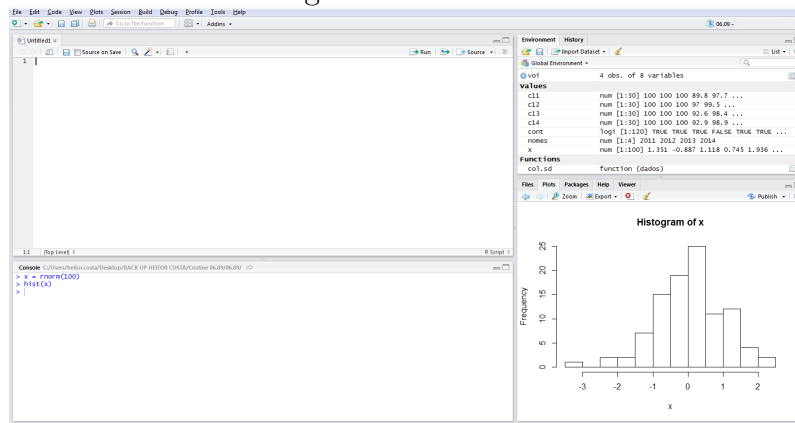 File Edit Code View Plots Session Build Debug Profile Tools Help
Go to file/function Addins 06.09
Untitled1
Source on Save Run Source
1
1:1 (Top Level) R Script
Console C:/Users/heitor.costa/Desktop/BACK UP HEITOR COSTA/Cristine 06.09/06.09/
> x = rnorm(100)
> hist(x)
>
Environment History
Import Dataset List
Global Environment
voi 4 obs. of 8 variables
Values
c11 num [1:30] 100 100 100 89.8 97.7 ...
c12 num [1:30] 100 100 100 97 99.5 ...
c13 num [1:30] 100 100 100 92.6 98.4 ...
c14 num [1:30] 100 100 100 92.9 98.9 ...
cont logi [1:120] TRUE TRUE TRUE FALSE TRUE TRUE ...
nomes num [1:4] 2011 2012 2013 2014
x num [1:100] 1.351 -0.887 1.118 0.745 1.936 ...
Functions
col.sd function (dados)
Files Plots Packages Help Viewer
Zoom Export Publish
Histogram of x
Frequency
25
20
15
10
5
0
-3 -2 -1 0 1 2
x